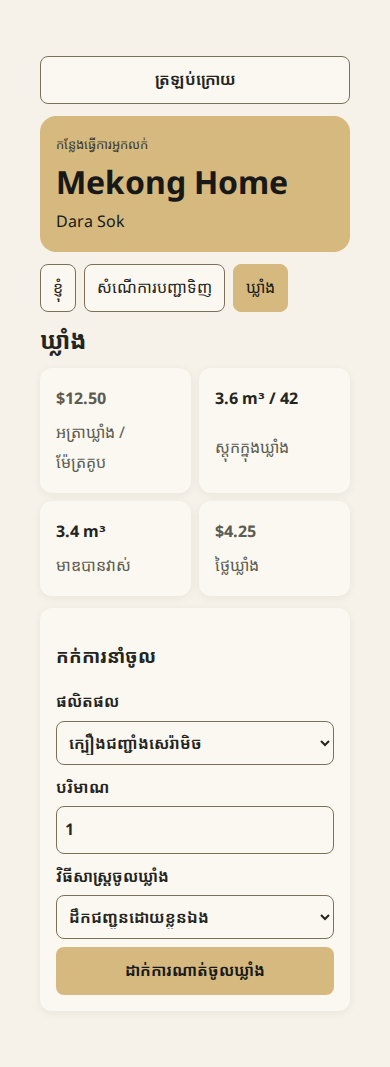 ត្រឡប់ក្រោយ
កន្លែងធ្វើការអ្នកលក់
Mekong Home
Dara Sok
ខ្ញុំ
សំណើការបញ្ជាទិញ
ឃ្លាំង
ឃ្លាំង
$12.50
អត្រាឃ្លាំង /
ម៉ែត្រគូប
3.6 m³ / 42
ស្តុកក្នុងឃ្លាំង
3.4 m³
មាឌបានវាស់
$4.25
ថ្លៃឃ្លាំង
កក់ការនាំចូល
ផលិតផល
ក្បឿងជញ្ជាំងសេរ៉ាមិច
បរិមាណ
1
វិធីសាស្ត្រចូលឃ្លាំង
ដឹកជញ្ជូនដោយខ្លួនឯង
ដាក់ការណាត់ចូលឃ្លាំង